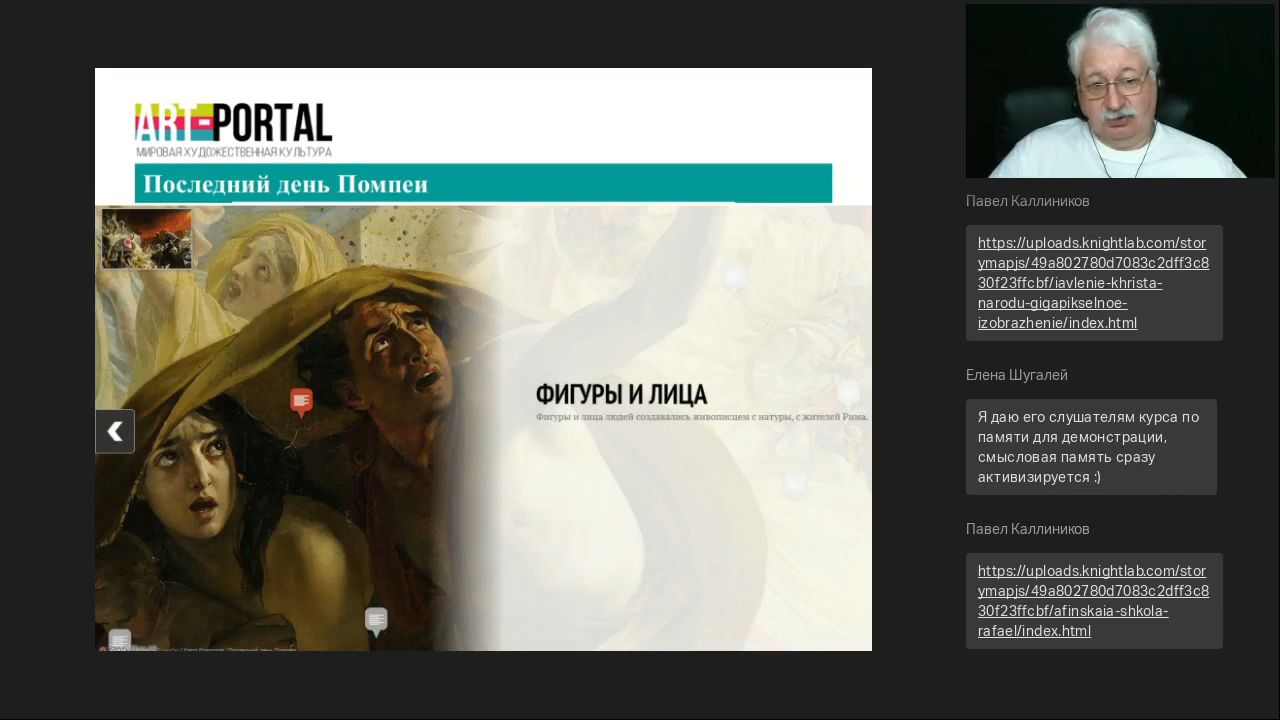 ART-PORTAL
МИРОВАЯ ХУДОЖЕСТВЕННАЯ КУЛЬТУРА
Последний день Помпеи
ФИГУРЫ И ЛИЦА
Фигуры и лица людей создавались живописцем с натуры, с жителей Рима.
Павел Каллиников
https://uploads.knightlab.com/stor
ymapjs/49a802780d7083c2dff3c8
30f23ffcbf/iavlenie-khrista-
narodu-gigapikselnoe-
izobrazhenie/index.html
Елена Шугалей
Я даю его слушателям курса по
памяти для демонстрации,
смысловая память сразу
активизируется :)
Павел Каллиников
https://uploads.knightlab.com/stor
ymapjs/49a802780d7083c2dff3c8
30f23ffcbf/afinskaia-shkola-
rafael/index.html